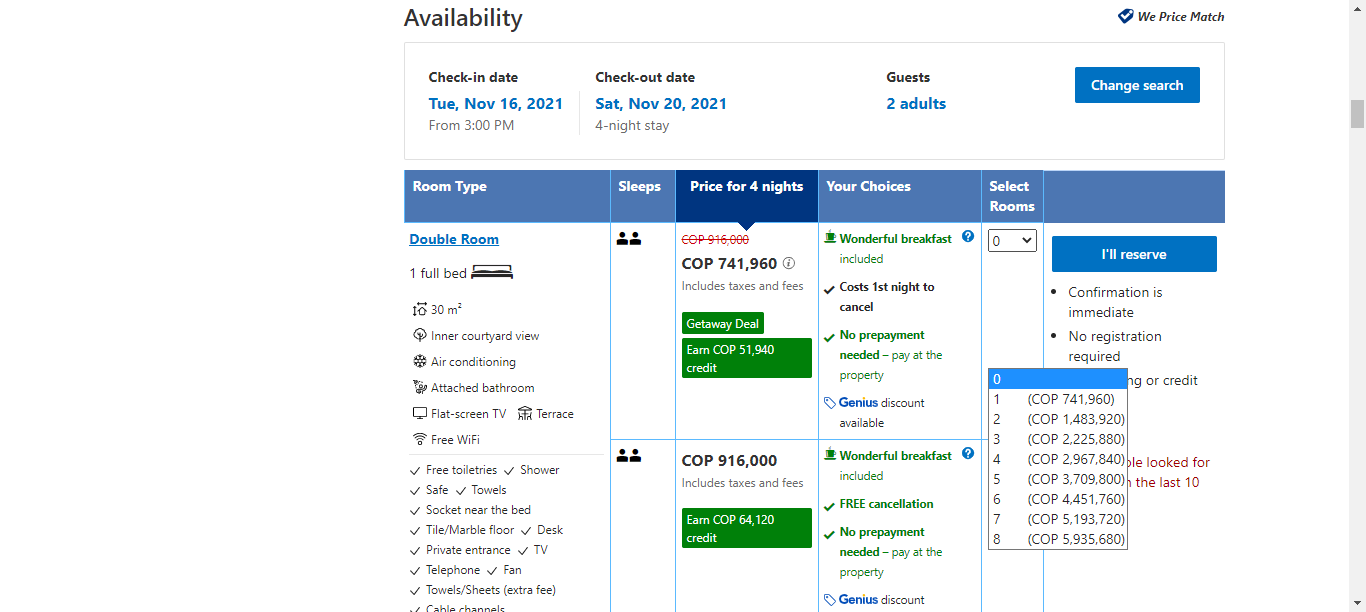 Availability
We Price Match
Check-in date
Tue, Nov 16, 2021
From 3:00 PM
Check-out date
Sat, Nov 20, 2021
4-night stay
Guests
2 adults
Change search
Room Type
Sleeps
Price for 4 nights
Your Choices
Select
Rooms
Double Room
1 full bed
30 m²
Inner courtyard view
Air conditioning
Attached bathroom
Flat-screen TV Terrace
Free WiFi
Free toiletries Shower
Safe Towels
Socket near the bed
Tile/Marble floor Desk
Private entrance TV
Telephone Fan
Towels/Sheets (extra fee)
Cable channels
COP 916,000
COP 741,960
Includes taxes and fees
Getaway Deal
Earn COP 51,940
credit
Wonderful breakfast
included
Costs 1st night to
cancel
No prepayment
needed – pay at the
property
Genius discount
available
0
I'll reserve
Confirmation is
immediate
No registration
required
ng or credit
looked for
the last 10
COP 916,000
Includes taxes and fees
Earn COP 64,120
credit
Wonderful breakfast
included
FREE cancellation
No prepayment
needed – pay at the
property
Genius discount
0
1 (COP 741,960)
2 (COP 1,483,920)
3 (COP 2,225,880)
4 (COP 2,967,840)
5 (COP 3,709,800)
6 (COP 4,451,760)
7 (COP 5,193,720)
8 (COP 5,935,680)